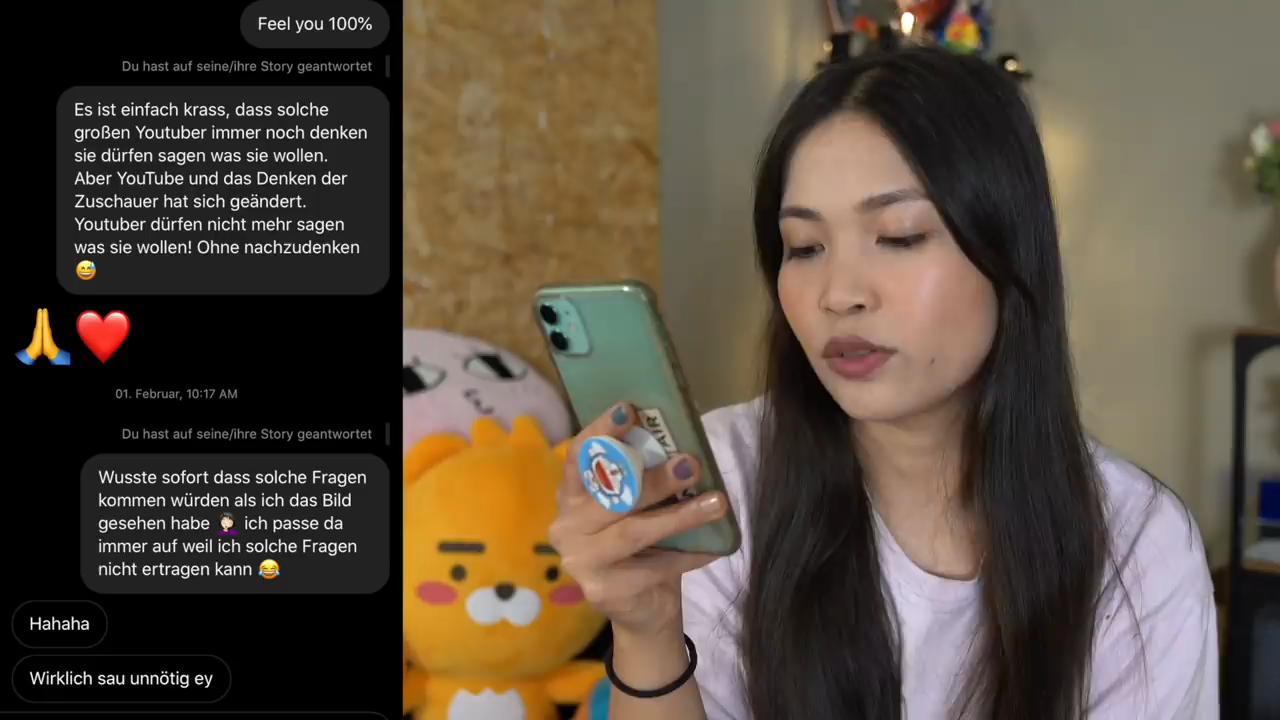 Feel you 100%
Du hast auf seine/ihre Story geantwortet
Es ist einfach krass, dass solche
großen Youtuber immer noch denken
sie dürfen sagen was sie wollen.
Aber YouTube und das Denken der
Zuschauer hat sich geändert.
Youtuber dürfen nicht mehr sagen
was sie wollen! Ohne nachzudenken
😅
🙏❤️
01. Februar, 10:17 AM
Du hast auf seine/ihre Story geantwortet
Wusste sofort dass solche Fragen
kommen würden als ich das Bild
gesehen habe 🤦🏻‍♀️ ich passe da
immer auf weil ich solche Fragen
nicht ertragen kann 😂
Hahaha
Wirklich sau unnötig ey